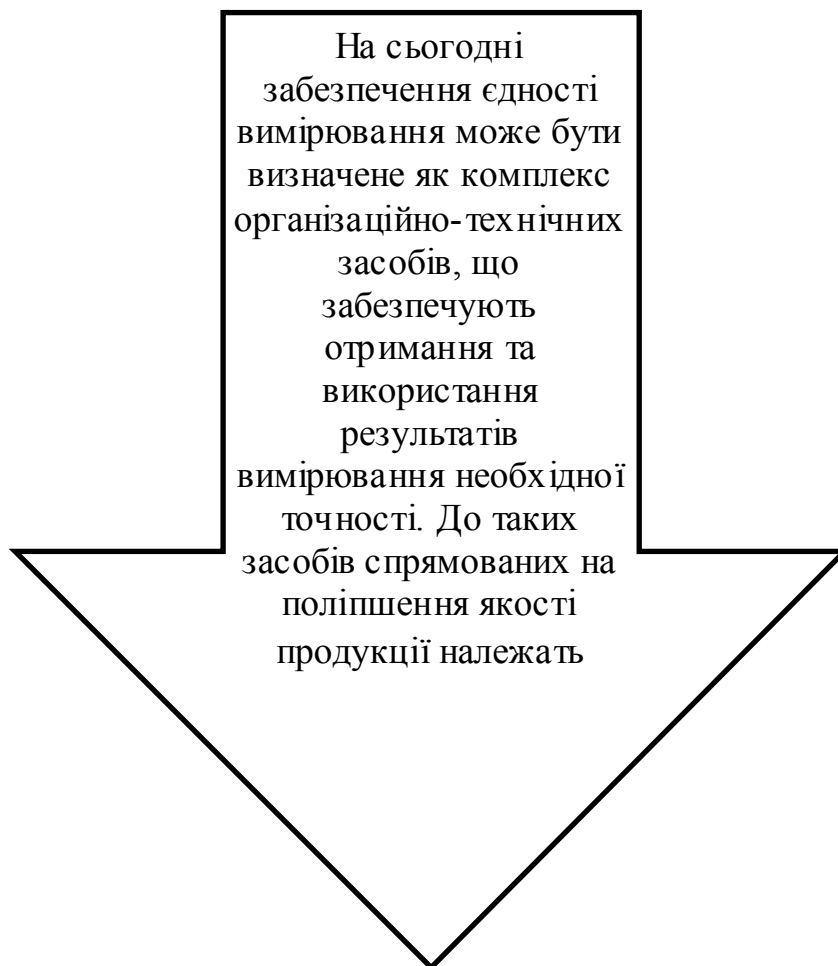 На сьогодні
забезпечення єдності
вимірювання може бути
визначене як комплекс
організаційно-технічних
засобів, що
забезпечують
отримання та
використання
результатів
вимірювання необхідної
точності. До таких
засобів спрямованих на
поліпшення якості
продукції належать